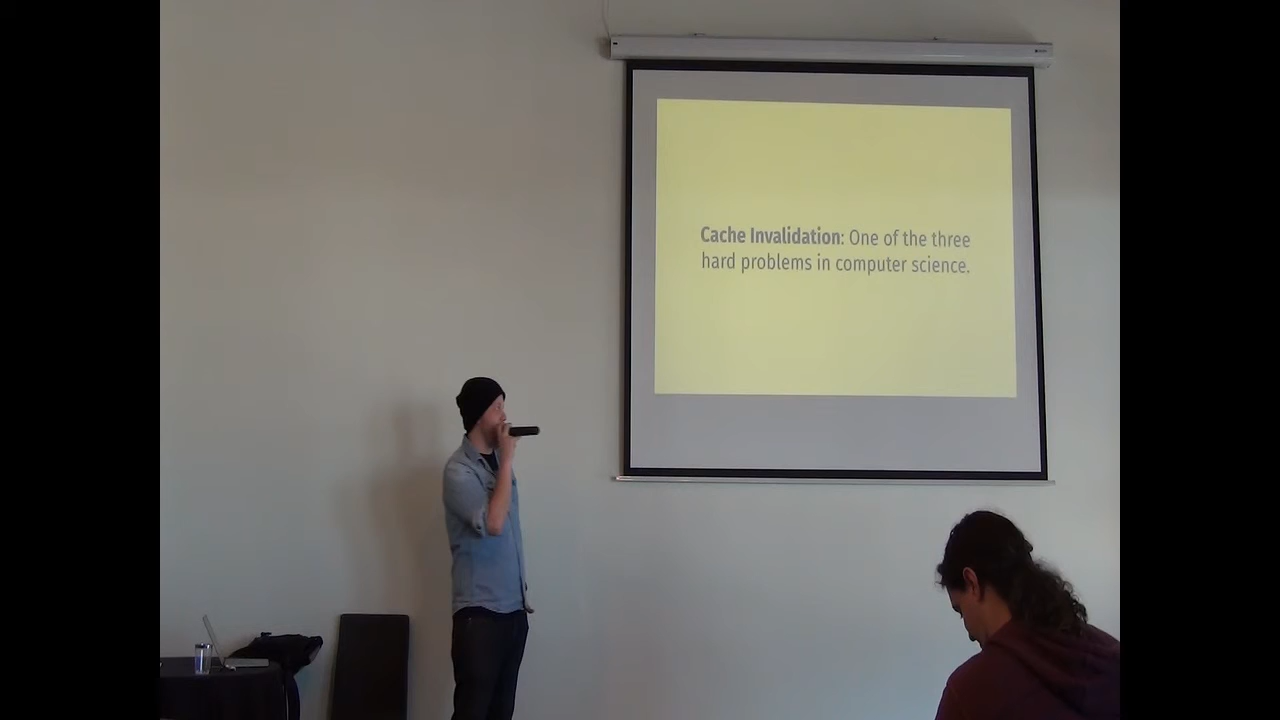 Cache Invalidation: One of the three
hard problems in computer science.